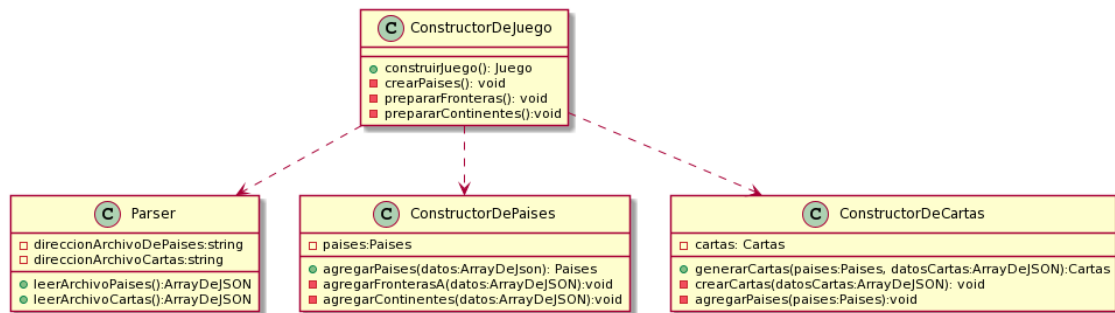 C ConstructorDeJuego
construirJuego(): Juego
crearPaises(): void
prepararFronteras(): void
prepararContinentes():void
C Parser
direccionArchivoDePaises:string
direccionArchivoCartas:string
leerArchivoPaises():ArrayDeJSON
leerArchivoCartas():ArrayDeJSON
C ConstructorDePaises
paises:Paises
agregarPaises(datos:ArrayDeJson): Paises
agregarFronterasA(datos:ArrayDeJSON):void
agregarContinentes(datos:ArrayDeJSON):void
C ConstructorDeCartas
cartas: Cartas
generarCartas(paises:Paises, datosCartas:ArrayDeJSON):Cartas
crearCartas(datosCartas:ArrayDeJSON): void
agregarPaises(paises:Paises):void